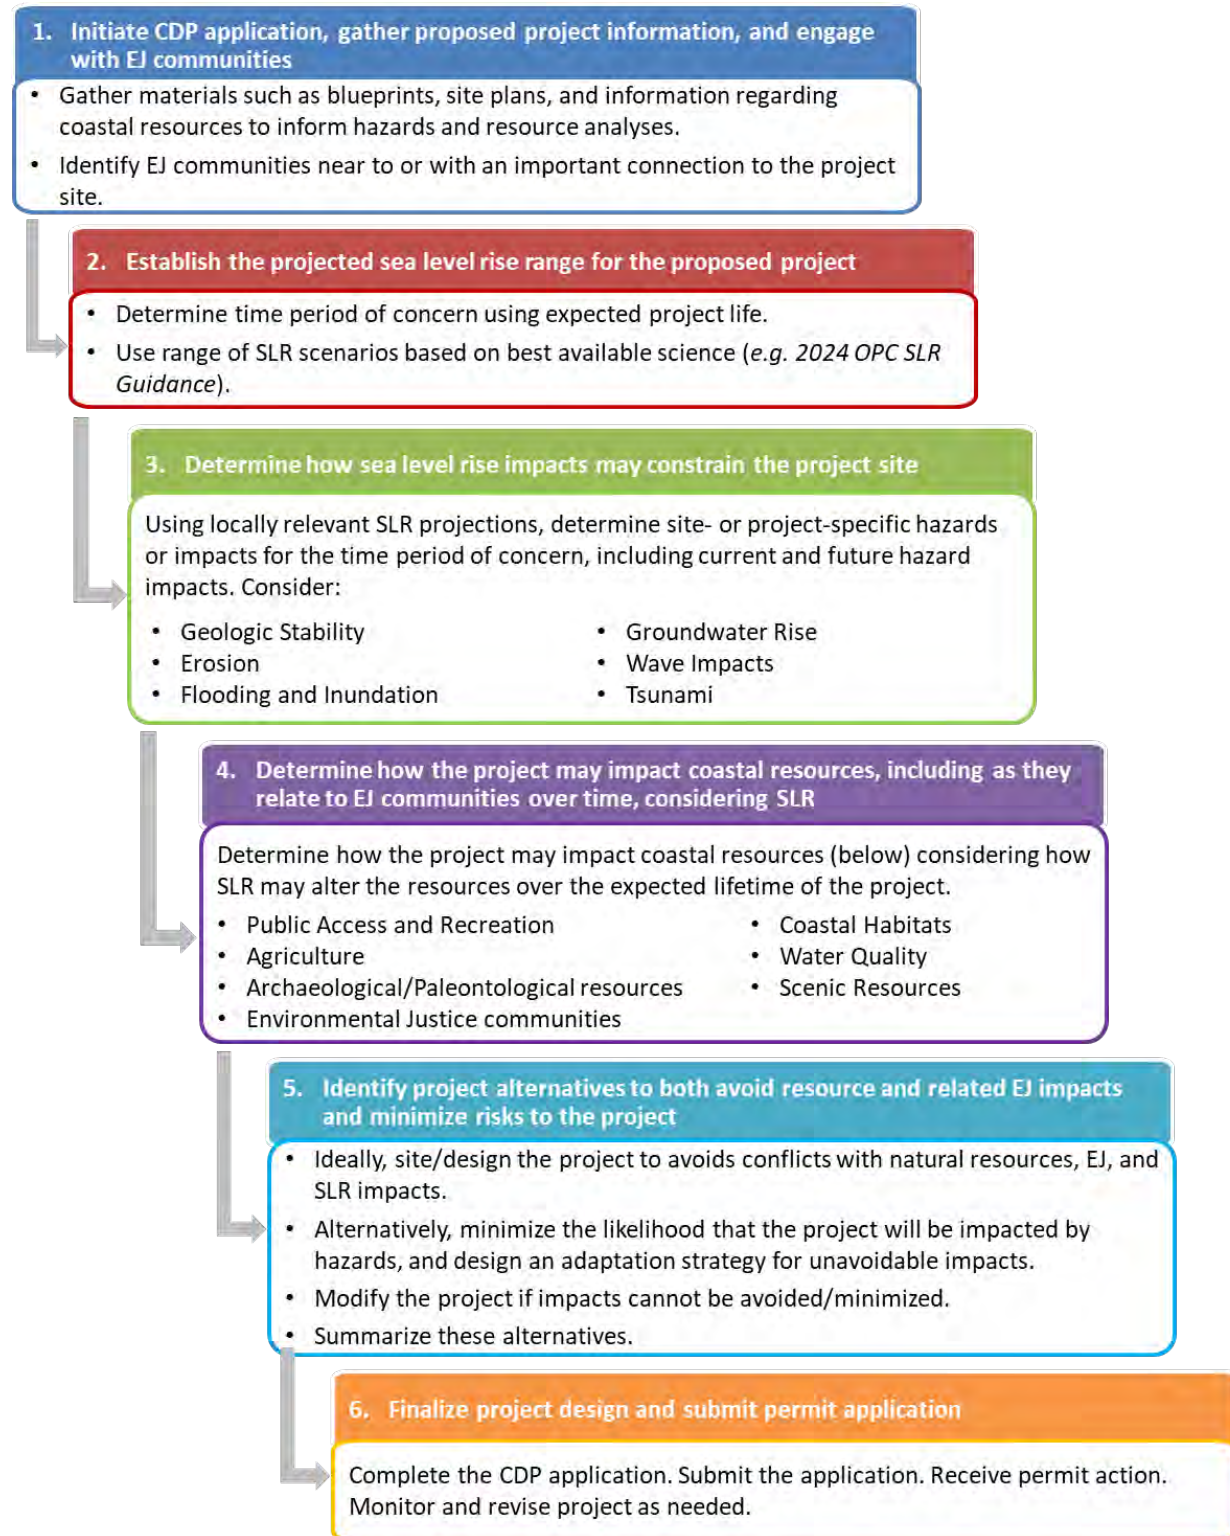 1. Initiate CDP application, gather proposed project information, and engage
with EJ communities
• Gather materials such as blueprints, site plans, and information regarding
coastal resources to inform hazards and resource analyses.
• Identify EJ communities near to or with an important connection to the project
site.
2. Establish the projected sea level rise range for the proposed project
• Determine time period of concern using expected project life.
• Use range of SLR scenarios based on best available science (e.g. 2024 OPC SLR
Guidance).
3. Determine how sea level rise impacts may constrain the project site
Using locally relevant SLR projections, determine site- or project-specific hazards
or impacts for the time period of concern, including current and future hazard
impacts. Consider:
• Geologic Stability
• Erosion
• Flooding and Inundation
• Groundwater Rise
• Wave Impacts
• Tsunami
4. Determine how the project may impact coastal resources, including as they
relate to EJ communities over time, considering SLR
Determine how the project may impact coastal resources (below) considering how
SLR may alter the resources over the expected lifetime of the project.
• Public Access and Recreation
• Agriculture
• Archaeological/Paleontological resources
• Environmental Justice communities
• Coastal Habitats
• Water Quality
• Scenic Resources
5. Identify project alternatives to both avoid resource and related EJ impacts
and minimize risks to the project
• Ideally, site/design the project to avoids conflicts with natural resources, EJ, and
SLR impacts.
• Alternatively, minimize the likelihood that the project will be impacted by
hazards, and design an adaptation strategy for unavoidable impacts.
• Modify the project if impacts cannot be avoided/minimized.
• Summarize these alternatives.
6. Finalize project design and submit permit application
Complete the CDP application. Submit the application. Receive permit action.
Monitor and revise project as needed.